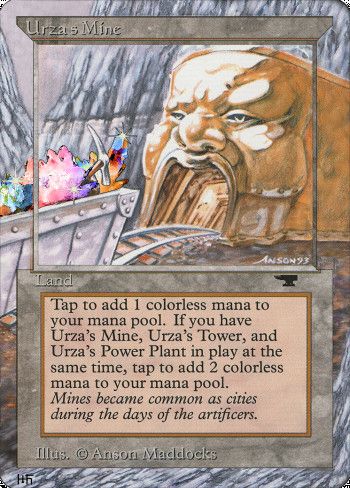 Urza's Mine
ANSON93
Land
Tap to add 1 colorless mana to
your mana pool. If you have
Urza's Mine, Urza's Tower, and
Urza's Power Plant in play at the
same time, tap to add 2 colorless
mana to your mana pool.
Mines became common as cities
during the days of the artificers.
Illus. © Anson Maddocks